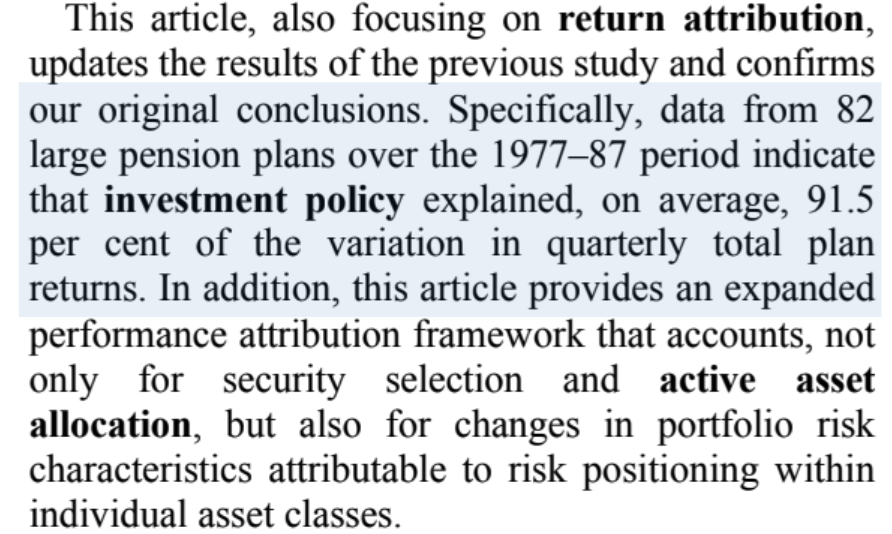 This article, also focusing on return attribution,
updates the results of the previous study and confirms
our original conclusions. Specifically, data from 82
large pension plans over the 1977–87 period indicate
that investment policy explained, on average, 91.5
per cent of the variation in quarterly total plan
returns. In addition, this article provides an expanded
performance attribution framework that accounts, not
only for security selection and active asset
allocation, but also for changes in portfolio risk
characteristics attributable to risk positioning within
individual asset classes.